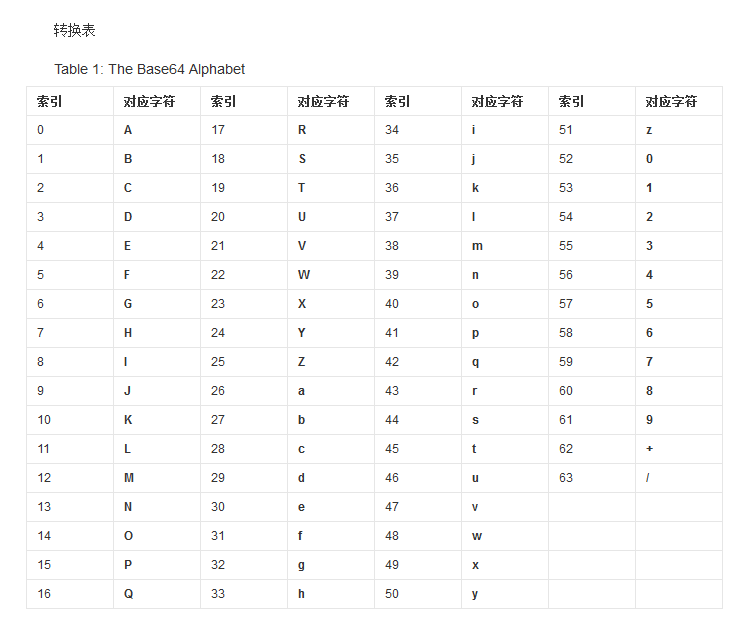 转换表
Table 1: The Base64 Alphabet
索引 对应字符 索引 对应字符 索引 对应字符 索引 对应字符
0 A 17 R 34 i 51 z
1 B 18 S 35 j 52 0
2 C 19 T 36 k 53 1
3 D 20 U 37 l 54 2
4 E 21 V 38 m 55 3
5 F 22 W 39 n 56 4
6 G 23 X 40 o 57 5
7 H 24 Y 41 p 58 6
8 I 25 Z 42 q 59 7
9 J 26 a 43 r 60 8
10 K 27 b 44 s 61 9
11 L 28 c 45 t 62 +
12 M 29 d 46 u 63 /
13 N 30 e 47 v
14 O 31 f 48 w
15 P 32 g 49 x
16 Q 33 h 50 y